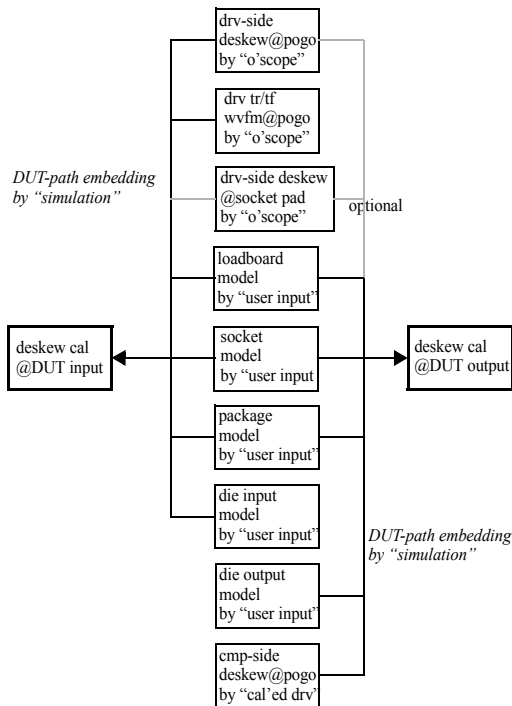 drv-side
deskew@pogo
by “o’scope”
drv tr/tf
wvfm@pogo
by “o’scope”
DUT-path embedding
by “simulation”
drv-side deskew
@socket pad
by “o’scope”
optional
loadboard
model
by “user input”
deskew cal
@DUT input
socket
model
by “user input
deskew cal
@DUT output
package
model
by “user input”
die input
model
by “user input”
DUT-path embedding
by “simulation”
die output
model
by “user input”
cmp-side
deskew@pogo
by “cal’ed drv”